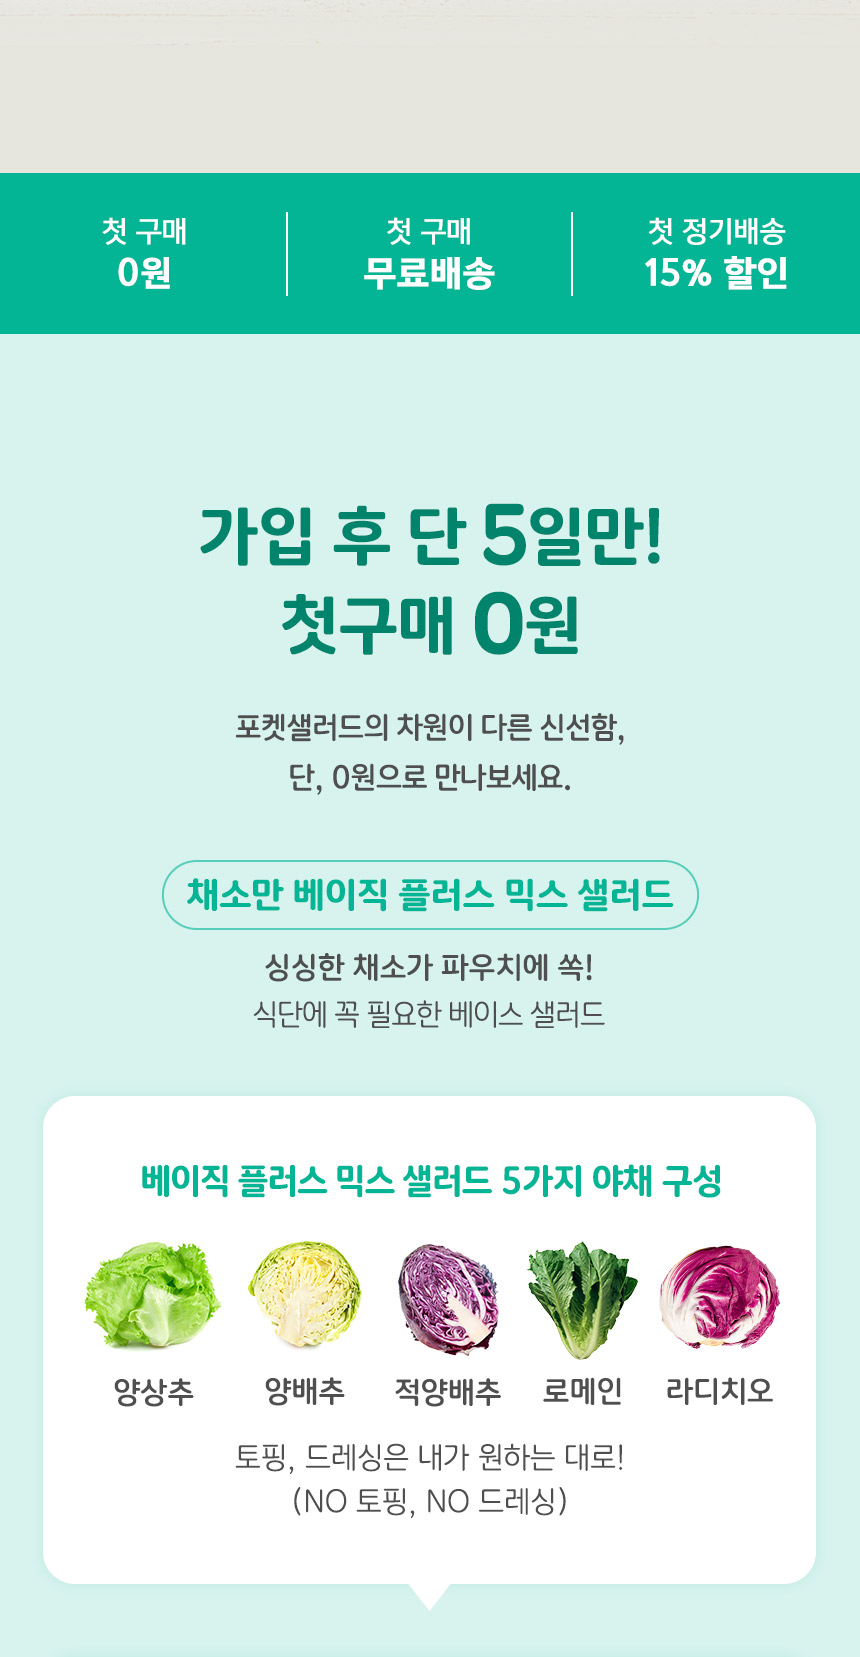 첫 구매
0원
첫 구매
무료배송
첫 정기배송
15% 할인
가입 후 단 5일만!
첫구매 0원
포켓샐러드의 차원이 다른 신선함,
단, 0원으로 만나보세요.
채소만 베이직 플러스 믹스 샐러드
싱싱한 채소가 파우치에 쏙!
식단에 꼭 필요한 베이스 샐러드
베이직 플러스 믹스 샐러드 5가지 야채 구성
양상추
양배추
적양배추
로메인
라디치오
토핑, 드레싱은 내가 원하는 대로!
(NO 토핑, NO 드레싱)